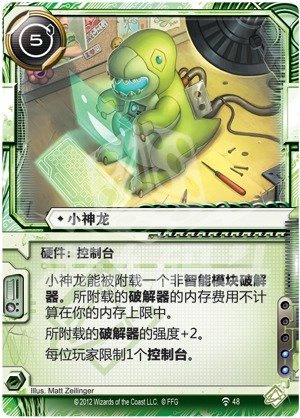 5
◆小神龙
硬件：控制台
小神龙能被附载一个非智能模块破解
器。所附载的破解器的内存费用不计
算在你的内存上限中。
所附载的破解器的强度+2。
每位玩家限制1个控制台。
Illus. Matt Zeilinger
© 2012 Wizards of the Coast LLC. © FFG 48